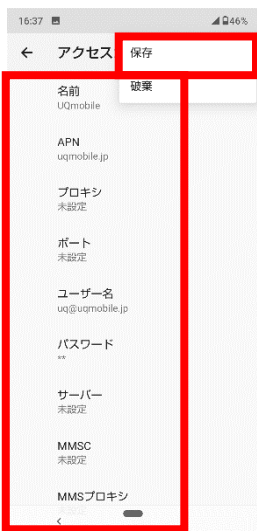 16:37 46%
← アクセス
保存
破棄
名前
UQmobile
APN
uqmobile.jp
プロキシ
未設定
ポート
未設定
ユーザー名
uq@uqmobile.jp
パスワード
**
サーバー
未設定
MMSC
未設定
MMSプロキシ